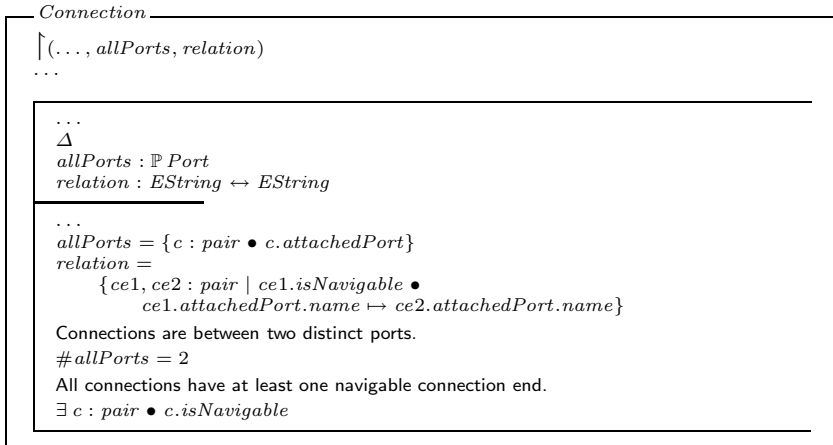 Connection
↾(. . . , allPorts, relation)
. . .
. . .
Δ
allPorts : ℙ Port
relation : EString ↔ EString
. . .
allPorts = {c : pair • c.attachedPort}
relation =
{ce1, ce2 : pair | ce1.isNavigable •
ce1.attachedPort.name ↦ ce2.attachedPort.name}
Connections are between two distinct ports.
#allPorts = 2
All connections have at least one navigable connection end.
∃ c : pair • c.isNavigable